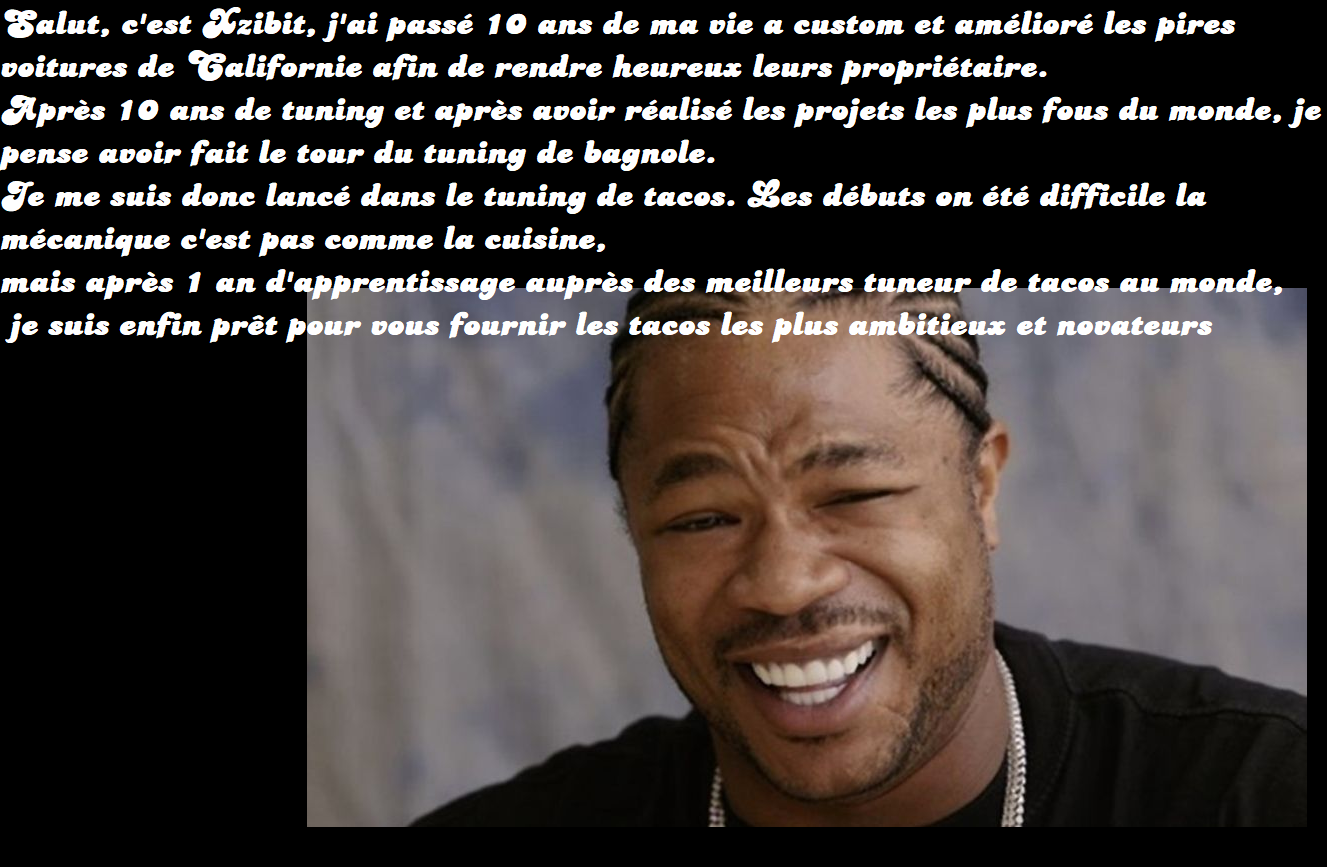 Salut, c'est Xzibit, j'ai passé 10 ans de ma vie a custom et amélioré les pires
voitures de Californie afin de rendre heureux leurs propriétaire.
Après 10 ans de tuning et après avoir réalisé les projets les plus fous du monde, je
pense avoir fait le tour du tuning de bagnole.
Je me suis donc lancé dans le tuning de tacos. Les débuts on été difficile la
mécanique c'est pas comme la cuisine,
mais après 1 an d'apprentissage auprès des meilleurs tuneur de tacos au monde,
je suis enfin prêt pour vous fournir les tacos les plus ambitieux et novateurs